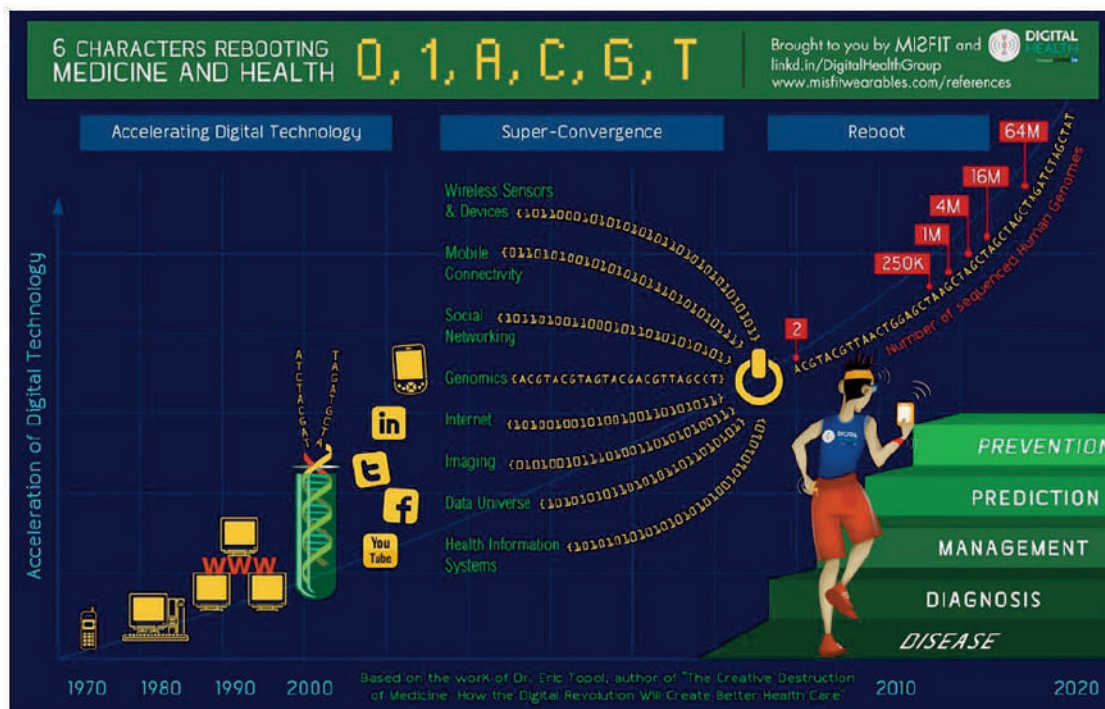 6 CHARACTERS REBOOTING
MEDICINE AND HEALTH
0, 1, A, C, G, T
Brought to you by MISFIT and
linkd.in/DigitalHealthGroup
www.misfitwearables.com/references
DIGITAL
HEALTH
Accelerating Digital Technology
Super-Convergence
Reboot
Acceleration of Digital Technology
WWW
in
t
f
You
Tube
Wireless Sensors
& Devices
Mobile
Connectivity
Social
Networking
Genomics {ACGTACGTAGTACGACGTTAGCCT}
Internet
Imaging
Data Universe
Health Information
Systems
2
250K
1M
4M
16M
64M
Number of sequenced Human Genomes
DIGITAL
PREVENTION
PREDICTION
MANAGEMENT
DIAGNOSIS
DISEASE
Based on the work of Dr. Eric Topol, author of "The Creative Destruction
of Medicine: How the Digital Revolution Will Create Better Health Care"
1970
1980
1990
2000
2010
2020